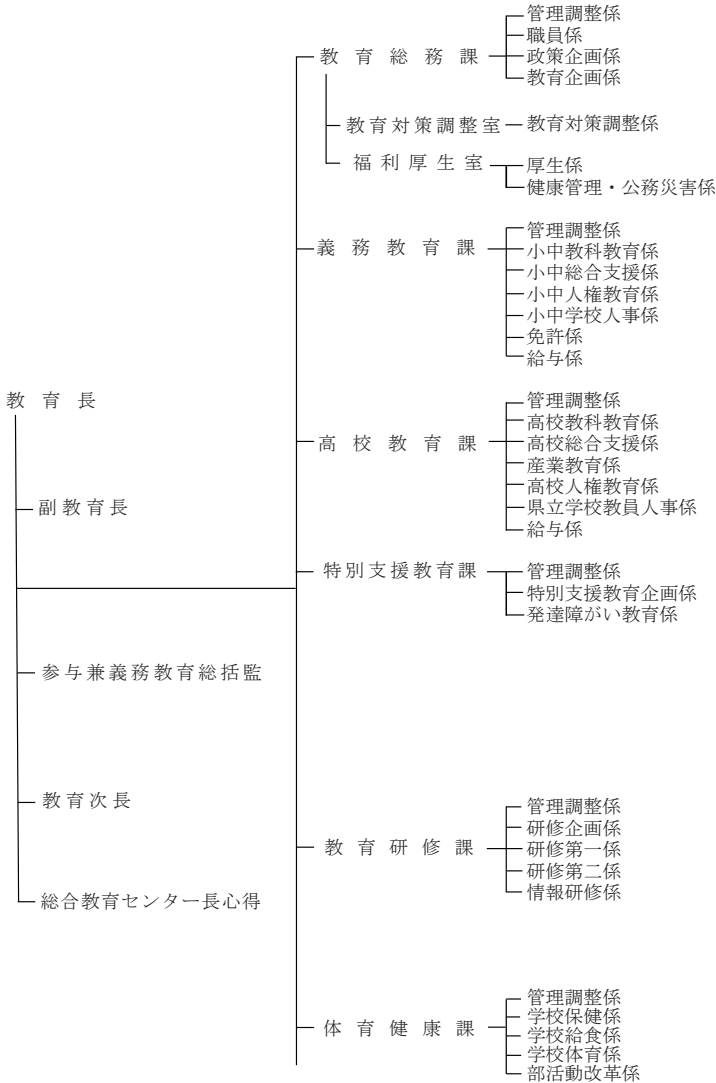 教育長
副教育長
参与兼義務教育総括監
教育次長
総合教育センター長心得
教育総務課
管理調整係
職員係
政策企画係
教育企画係
教育対策調整室
教育対策調整係
福利厚生室
厚生係
健康管理・公務災害係
義務教育課
管理調整係
小中教科教育係
小中総合支援係
小中人権教育係
小中学校人事係
免許係
給与係
高校教育課
管理調整係
高校教科教育係
高校総合支援係
産業教育係
高校人権教育係
県立学校教員人事係
給与係
特別支援教育課
管理調整係
特別支援教育企画係
発達障がい教育係
教育研修課
管理調整係
研修企画係
研修第一係
研修第二係
情報研修係
体育健康課
管理調整係
学校保健係
学校給食係
学校体育係
部活動改革係